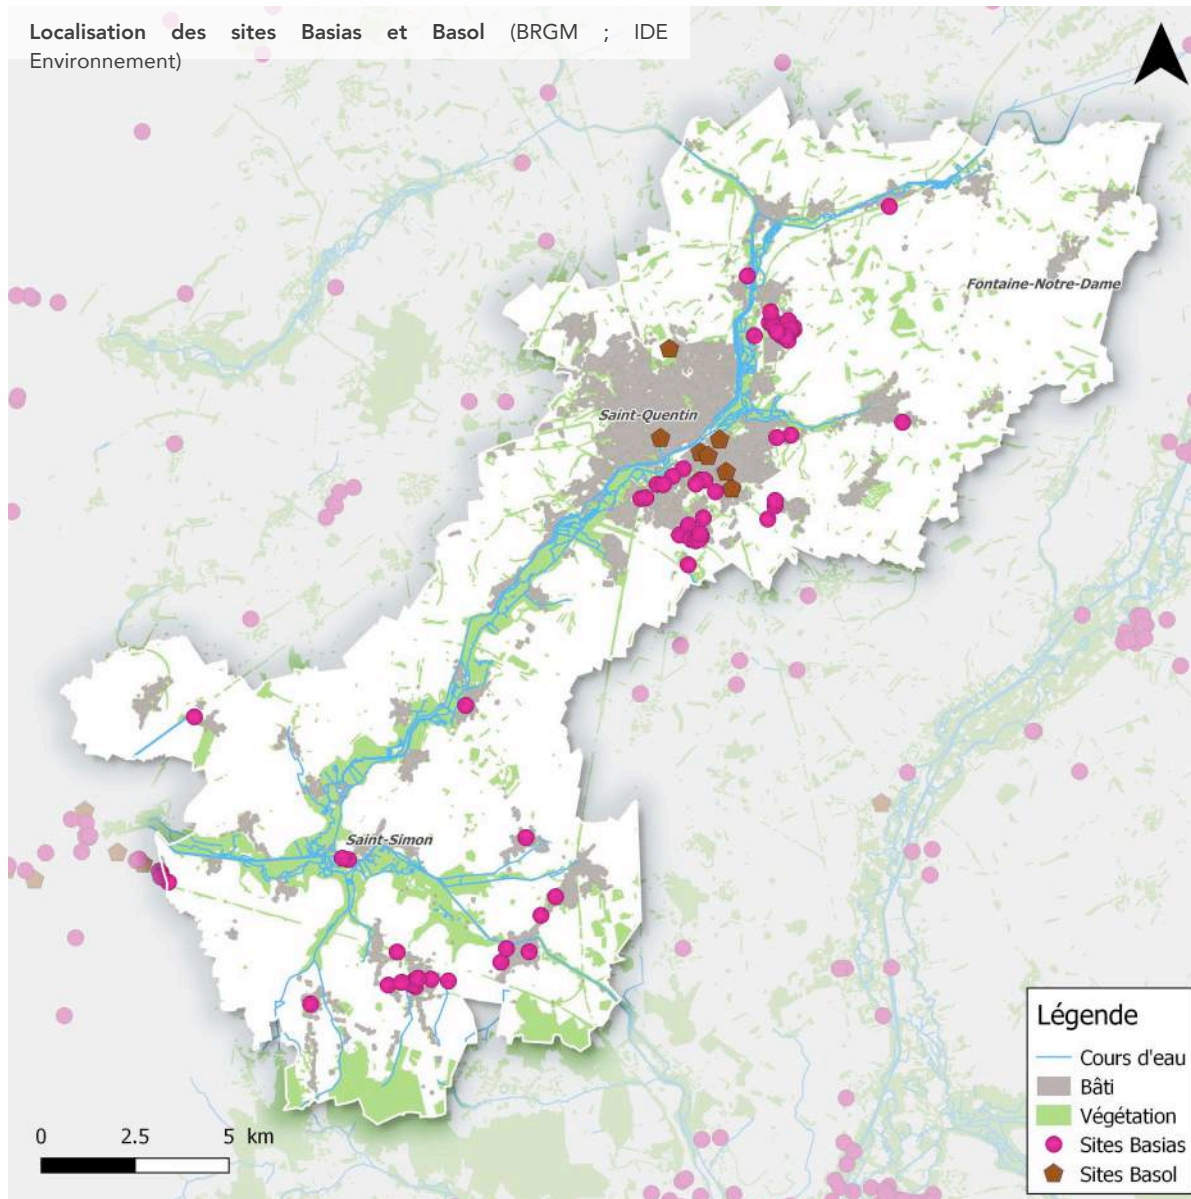 Localisation des sites Basias et Basol (BRGM ; IDE
Environnement)
Fontaine-Notre-Dame
Saint-Quentin
Saint-Simon
Légende
Cours d'eau
Bâti
Végétation
Sites Basias
Sites Basol
0 2.5 5 km